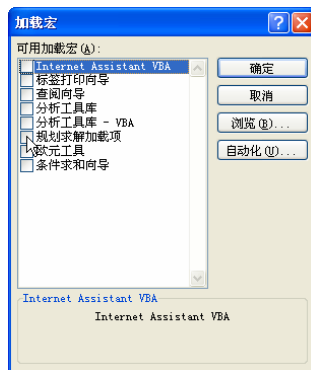 加载宏
可用加载宏(A):
Internet Assistant VBA
标签打印向导
查阅向导
分析工具库
分析工具库 - VBA
规划求解加载项
欧元工具
条件求和向导
确定
取消
浏览(B)...
自动化(U)...
Internet Assistant VBA
Internet Assistant VBA